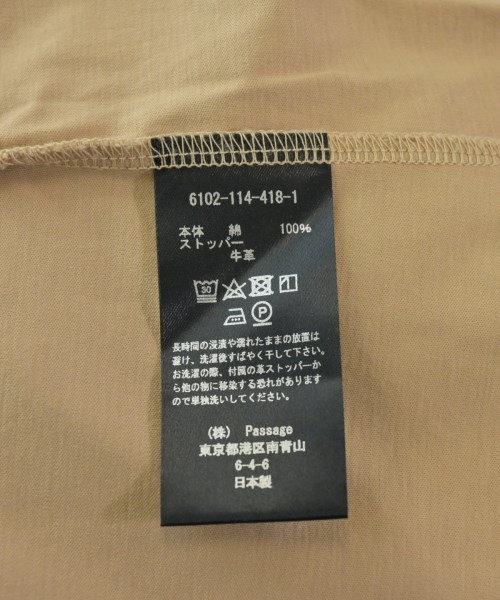 6102-114-418-1
本体 綿 100%
ストッパー
牛革
30
長時間の浸漬や濡れたままの放置は
避け、洗濯後すばやく干して下さい。
お洗濯の際、付属の革ストッパーか
ら他の物に移染する恐れがあります
ので単独洗いしてください。
(株) Passage
東京都港区南青山
6-4-6
日本製